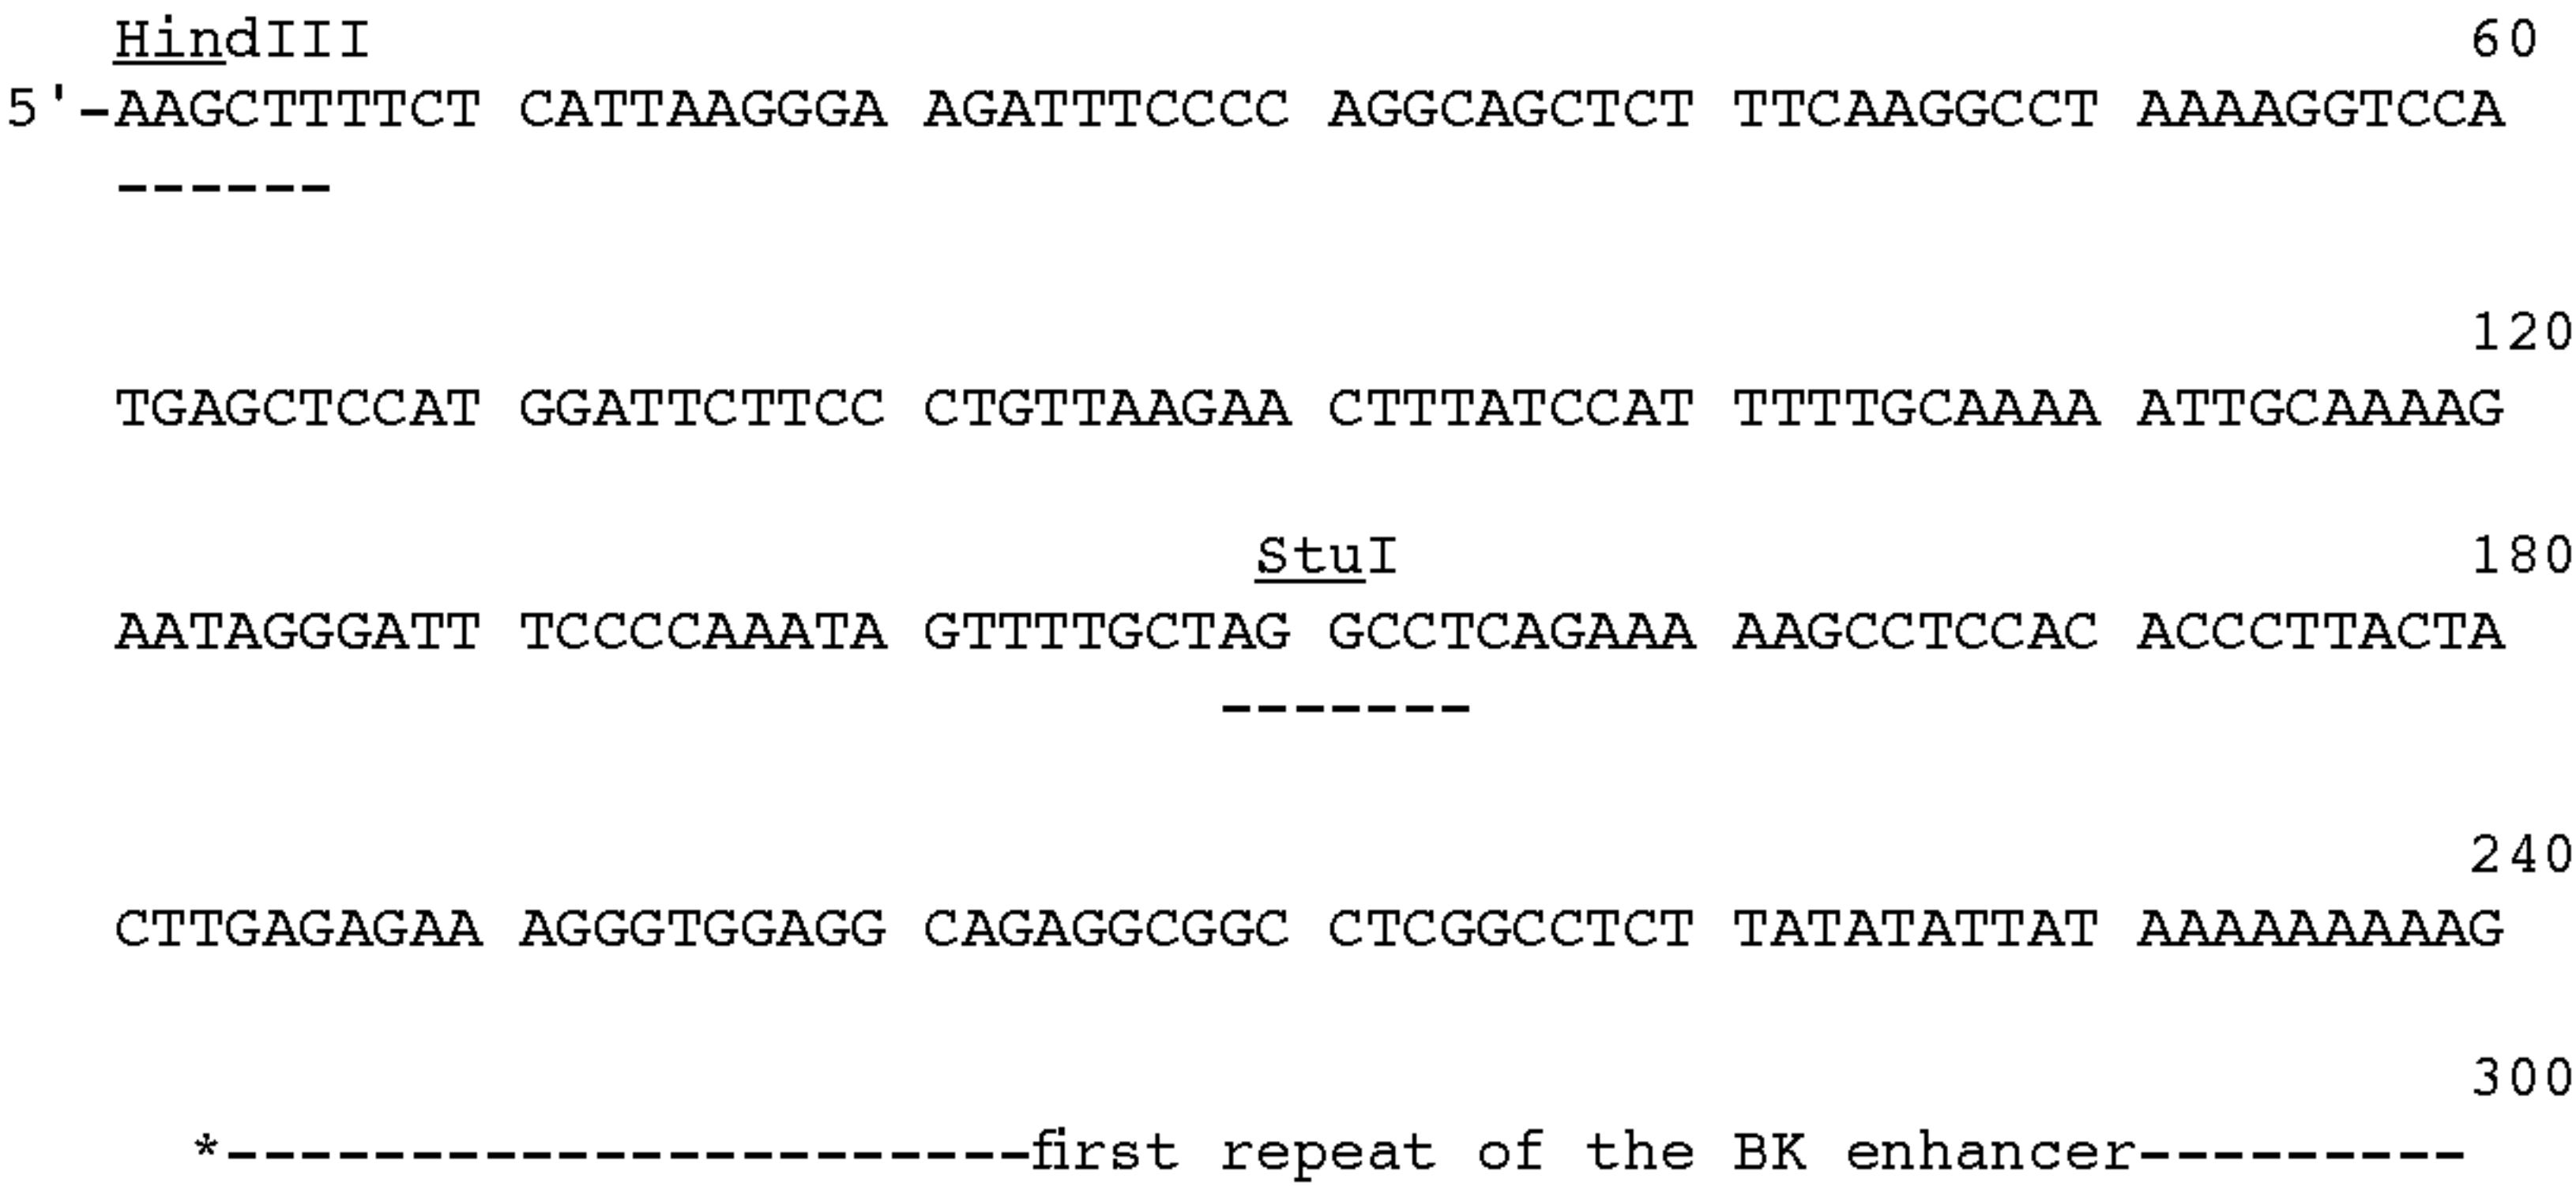 HindIII 60
5'-AAGCTTTTCT CATTAAGGGA AGATTTCCCC AGGCAGCTCT TTCAAGGCCT AAAAGGTCCA
------
120
TGAGCTCCAT GGATTCTTCC CTGTTAAGAA CTTTATCCAT TTTTGCAAAA ATTGCAAAAG
StuI 180
AATAGGGATT TCCCCAAATA GTTTTGCTAG GCCTCAGAAA AAGCCTCCAC ACCCTTACTA
-------
240
CTTGAGAGAA AGGGTGGAGG CAGAGGCGGC CTCGGCCTCT TATATATTAT AAAAAAAAAG
300
*----------------------first repeat of the BK enhancer---------